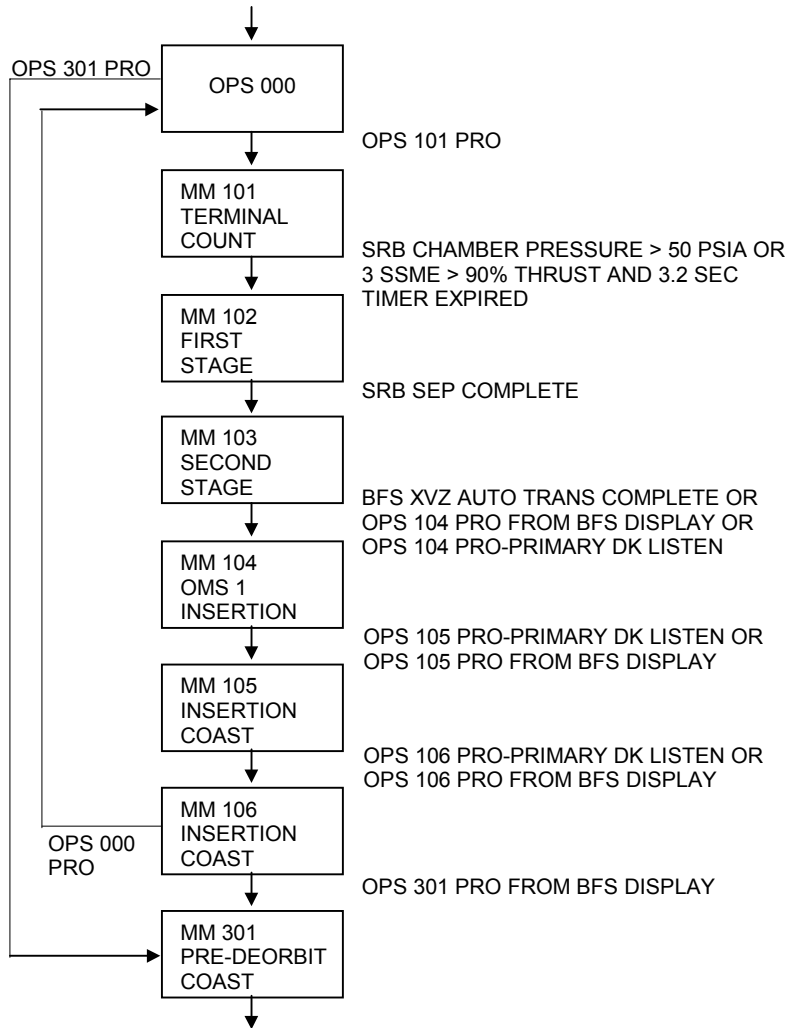 OPS 301 PRO
OPS 000
OPS 101 PRO
MM 101
TERMINAL
COUNT
SRB CHAMBER PRESSURE > 50 PSIA OR
3 SSME > 90% THRUST AND 3.2 SEC
TIMER EXPIRED
MM 102
FIRST
STAGE
SRB SEP COMPLETE
MM 103
SECOND
STAGE
BFS XVZ AUTO TRANS COMPLETE OR
OPS 104 PRO FROM BFS DISPLAY OR
OPS 104 PRO-PRIMARY DK LISTEN
MM 104
OMS 1
INSERTION
OPS 105 PRO-PRIMARY DK LISTEN OR
OPS 105 PRO FROM BFS DISPLAY
MM 105
INSERTION
COAST
OPS 106 PRO-PRIMARY DK LISTEN OR
OPS 106 PRO FROM BFS DISPLAY
MM 106
INSERTION
COAST
OPS 000
PRO
OPS 301 PRO FROM BFS DISPLAY
MM 301
PRE-DEORBIT
COAST